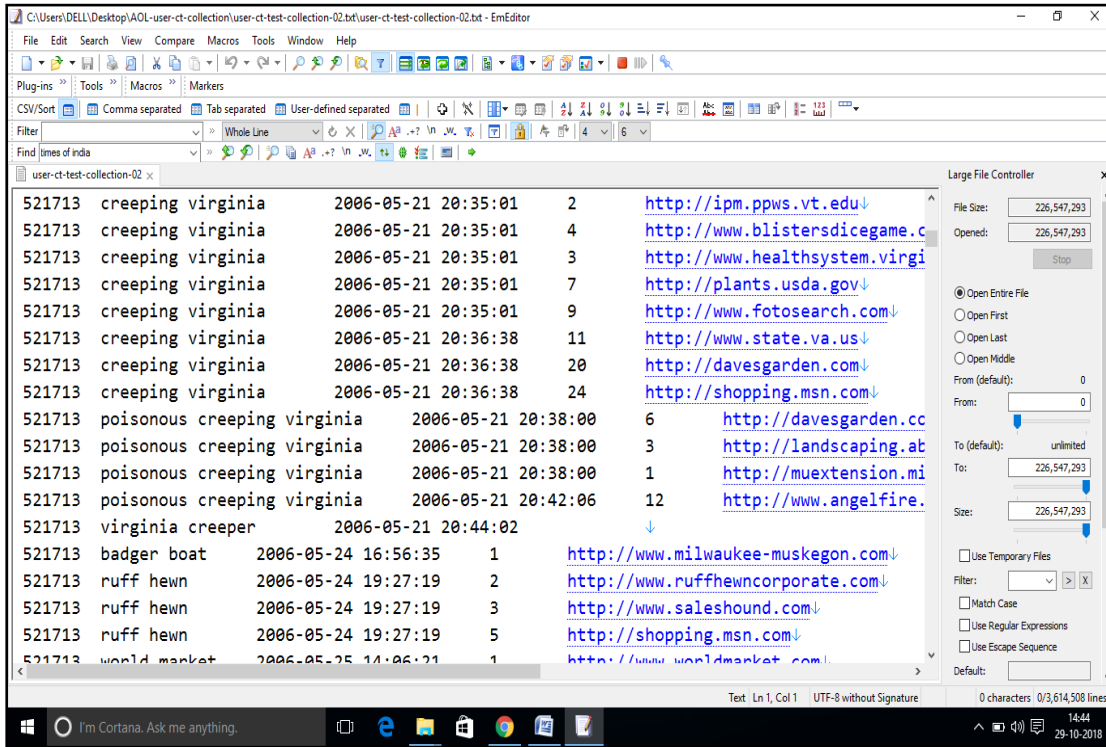 C:\Users\DELL\Desktop\AOL-user-ct-collection\user-ct-test-collection-02.txt\user-ct-test-collection-02.txt - EmEditor
File Edit Search View Compare Macros Tools Window Help
Plug-ins » Tools » Macros » Markers
CSV/Sort Comma separated Tab separated User-defined separated
Filter Whole Line 4 6
Find times of india
user-ct-test-collection-02 ×
521713 creeping virginia 2006-05-21 20:35:01 2 http://ipm.ppws.vt.edu↓
521713 creeping virginia 2006-05-21 20:35:01 4 http://www.blistersdicegame.c
521713 creeping virginia 2006-05-21 20:35:01 3 http://www.healthsystem.virgi
521713 creeping virginia 2006-05-21 20:35:01 7 http://plants.usda.gov↓
521713 creeping virginia 2006-05-21 20:35:01 9 http://www.fotosearch.com↓
521713 creeping virginia 2006-05-21 20:36:38 11 http://www.state.va.us↓
521713 creeping virginia 2006-05-21 20:36:38 20 http://davesgarden.com↓
521713 creeping virginia 2006-05-21 20:36:38 24 http://shopping.msn.com↓
521713 poisonous creeping virginia 2006-05-21 20:38:00 6 http://davesgarden.co
521713 poisonous creeping virginia 2006-05-21 20:38:00 3 http://landscaping.ab
521713 poisonous creeping virginia 2006-05-21 20:38:00 1 http://muextension.mi
521713 poisonous creeping virginia 2006-05-21 20:42:06 12 http://www.angelfire.
521713 virginia creeper 2006-05-21 20:44:02 ↓
521713 badger boat 2006-05-24 16:56:35 1 http://www.milwaukee-muskegon.com↓
521713 ruff hewn 2006-05-24 19:27:19 2 http://www.ruffhewncorporate.com↓
521713 ruff hewn 2006-05-24 19:27:19 3 http://www.saleshound.com↓
521713 ruff hewn 2006-05-24 19:27:19 5 http://shopping.msn.com↓
521713 world market 2006-05-25 14:06:21 1 http://www.worldmarket.com↓
Large File Controller ×
File Size: 226,547,293
Opened: 226,547,293
Stop
Open Entire File
Open First
Open Last
Open Middle
From (default): 0
From: 0
To (default): unlimited
To: 226,547,293
Size: 226,547,293
Use Temporary Files
Filter: > X
Match Case
Use Regular Expressions
Use Escape Sequence
Default:
Text Ln 1, Col 1 UTF-8 without Signature 0 characters 0/3,614,508 lines
I'm Cortana. Ask me anything.
14:44
29-10-2018